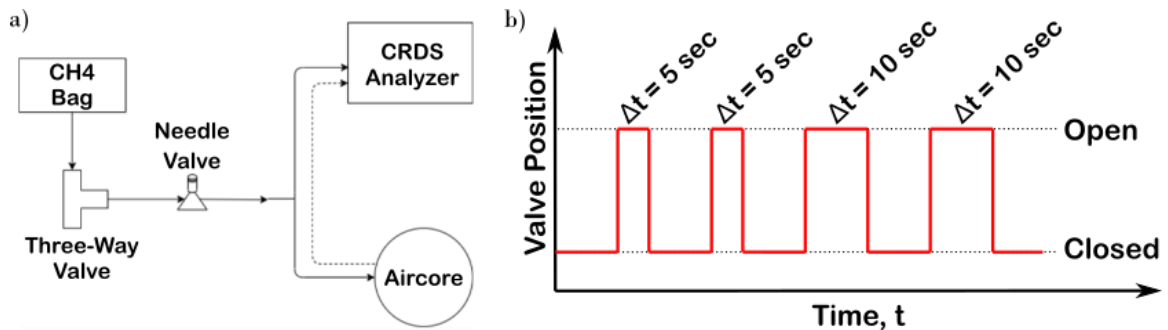 a)
CH4
Bag
Needle
Valve
Three-Way
Valve
CRDS
Analyzer
Aircore
b)
Valve Position
Δt = 5 sec
Δt = 5 sec
Δt = 10 sec
Δt = 10 sec
Open
Closed
Time, t